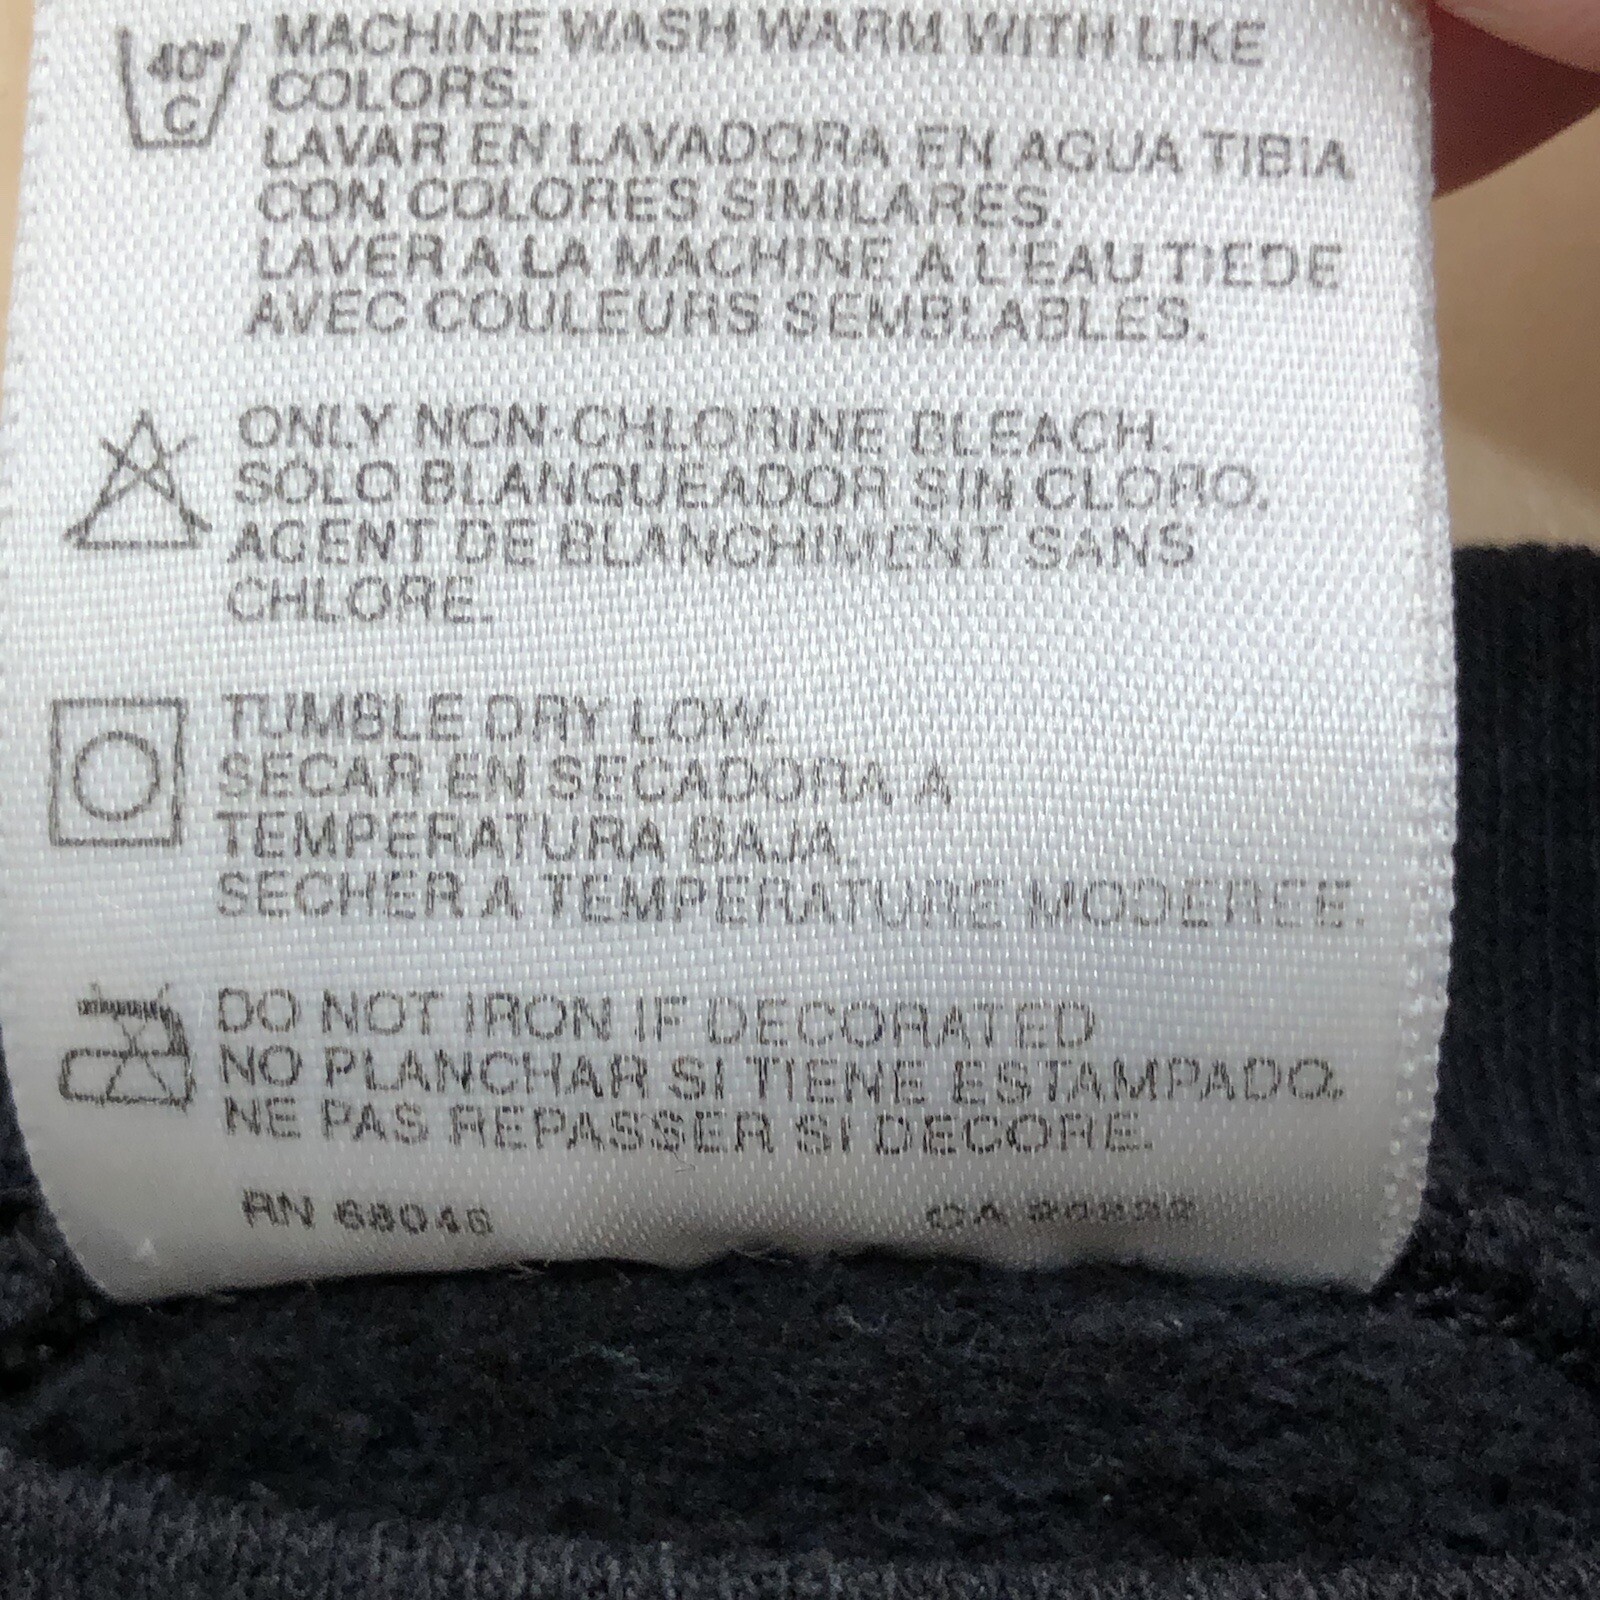 40°
C
MACHINE WASH WARM WITH LIKE
COLORS.
LAVAR EN LAVADORA EN AGUA TIBIA
CON COLORES SIMILARES.
LAVER A LA MACHINE A L'EAU TIEDE
AVEC COULEURS SEMBLABLES.
ONLY NON-CHLORINE BLEACH.
SOLO BLANQUEADOR SIN CLORO.
AGENT DE BLANCHIMENT SANS
CHLORE.
TUMBLE DRY LOW.
SECAR EN SECADORA A
TEMPERATURA BAJA.
SECHER A TEMPERATURE MODEREE.
DO NOT IRON IF DECORATED
NO PLANCHAR SI TIENE ESTAMPADO.
NE PAS REPASSER SI DECORE.
RN 68046
CA